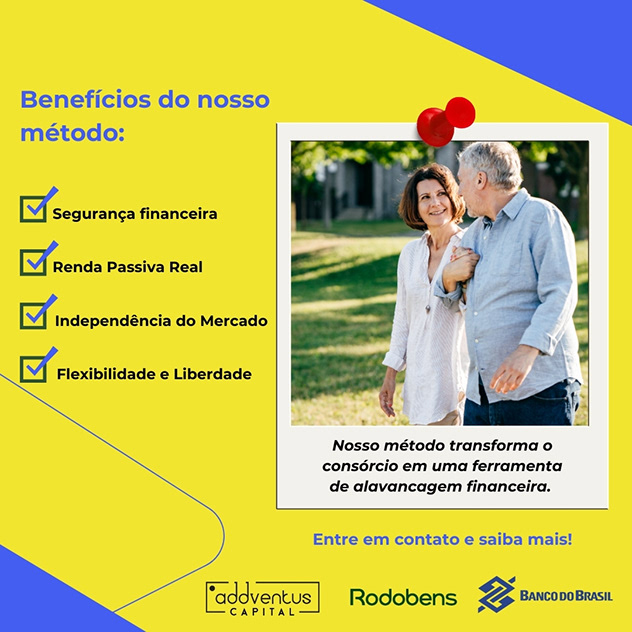 Benefícios do nosso
método:
Segurança financeira
Renda Passiva Real
Independência do Mercado
Flexibilidade e Liberdade
Nosso método transforma o
consórcio em uma ferramenta
de alavancagem financeira.
Entre em contato e saiba mais!
addventus
CAPITAL
Rodobens
BANCO DO BRASIL